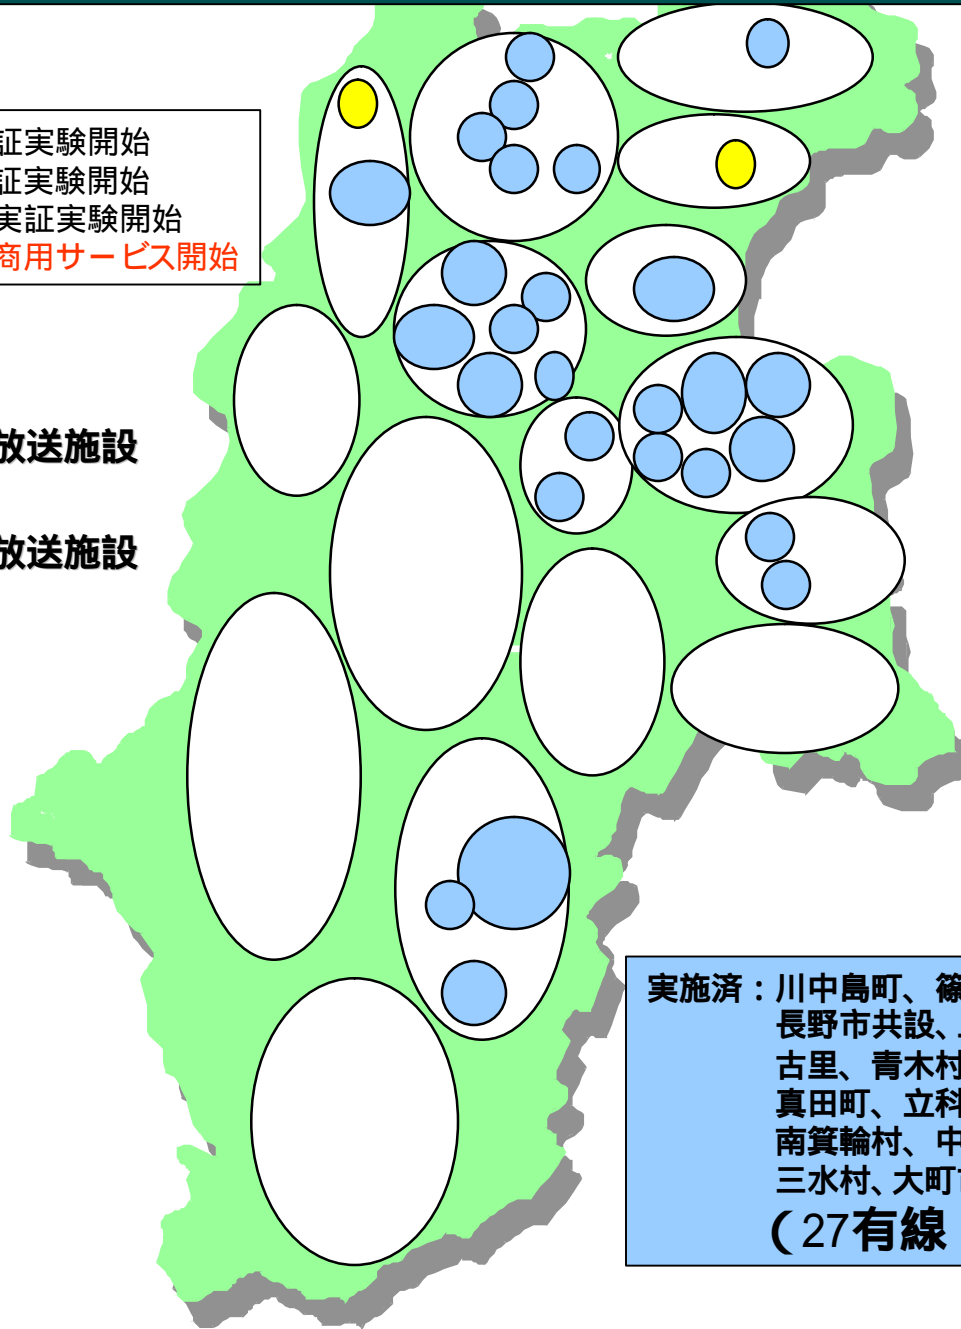 証実験開始
証実験開始
実証実験開始
商用サービス開始
放送施設
放送施設
実施済：川中島町、篠
長野市共設、
古里、青木村
真田町、立科
南箕輪村、中
三水村、大町
（27有線